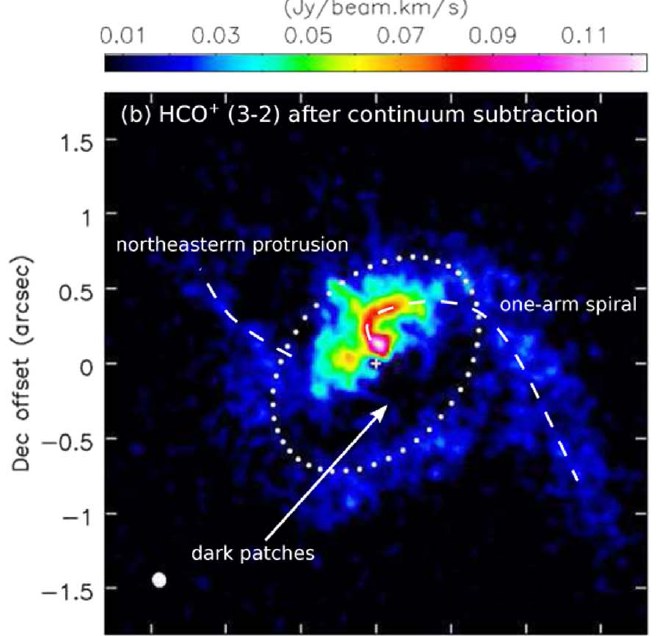 (Jy/beam.km/s)
0.01 0.03 0.05 0.07 0.09 0.11
(b) HCO⁺ (3-2) after continuum subtraction
1.5
1
northeasterrn protrusion
0.5
one-arm spiral
0
Dec offset (arcsec)
−0.5
−1
dark patches
−1.5